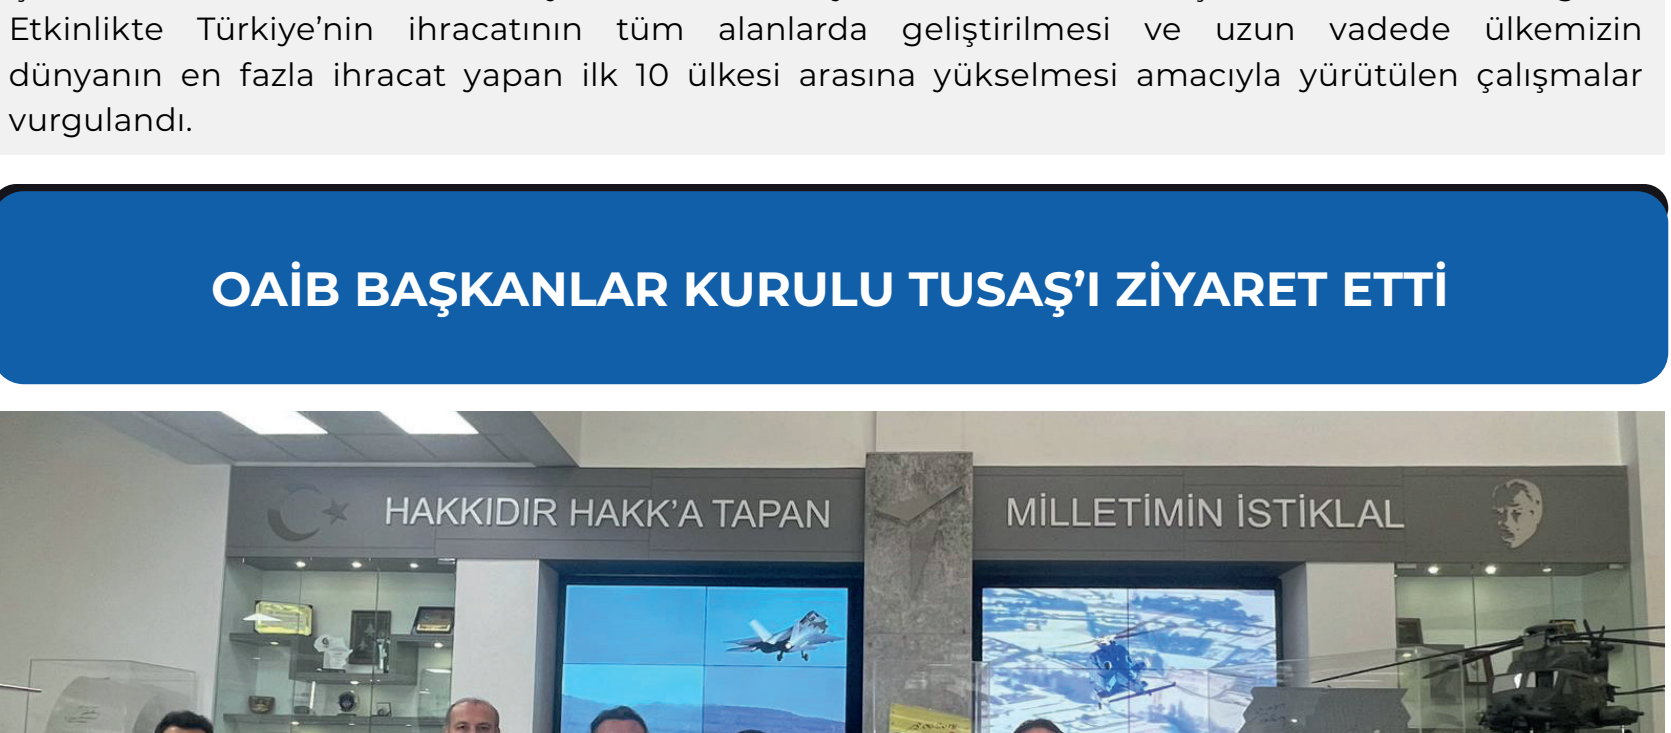 Etkinlikte Türkiye’nin ihracatının tüm alanlarda geliştirilmesi ve uzun vadede ülkemizin
dünyanın en fazla ihracat yapan ilk 10 ülkesi arasına yükselmesi amacıyla yürütülen çalışmalar
vurgulandı.
OAİB BAŞKANLAR KURULU TUSAŞ’I ZİYARET ETTİ
HAKKIDIR HAKK’A TAPAN
MİLLETİMİN İSTİKLAL